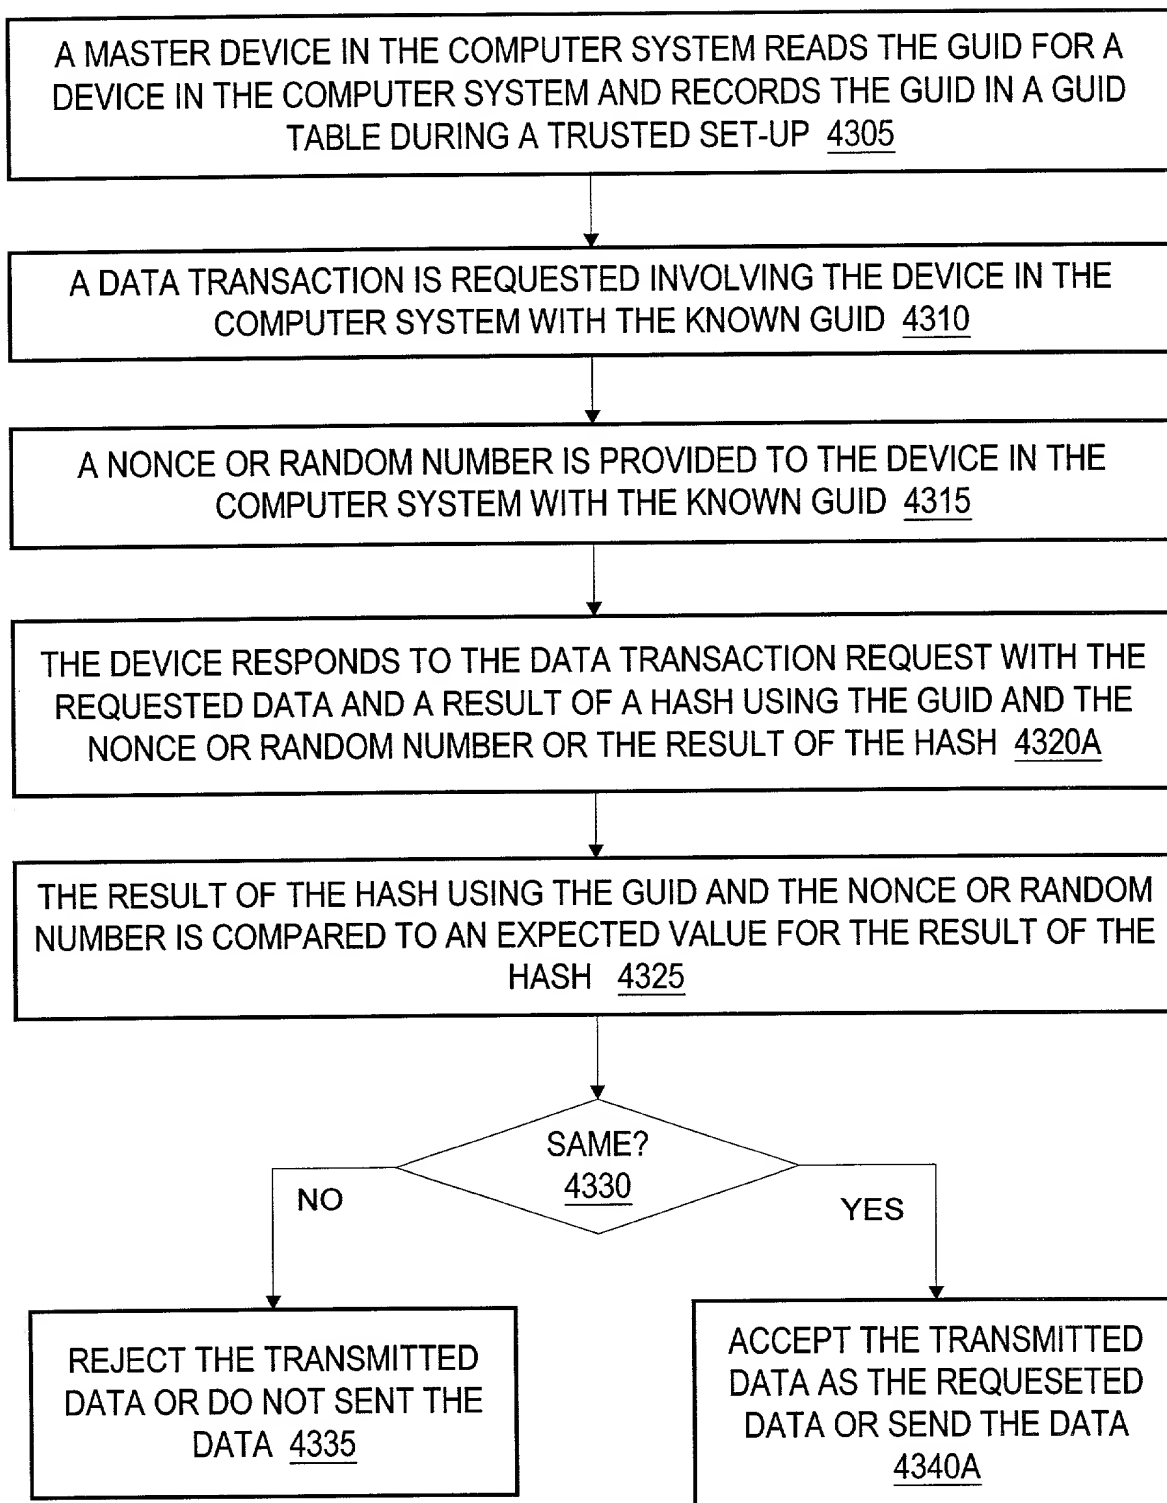 A MASTER DEVICE IN THE COMPUTER SYSTEM READS THE GUID FOR A
DEVICE IN THE COMPUTER SYSTEM AND RECORDS THE GUID IN A GUID
TABLE DURING A TRUSTED SET-UP 4305
A DATA TRANSACTION IS REQUESTED INVOLVING THE DEVICE IN THE
COMPUTER SYSTEM WITH THE KNOWN GUID 4310
A NONCE OR RANDOM NUMBER IS PROVIDED TO THE DEVICE IN THE
COMPUTER SYSTEM WITH THE KNOWN GUID 4315
THE DEVICE RESPONDS TO THE DATA TRANSACTION REQUEST WITH THE
REQUESTED DATA AND A RESULT OF A HASH USING THE GUID AND THE
NONCE OR RANDOM NUMBER OR THE RESULT OF THE HASH 4320A
THE RESULT OF THE HASH USING THE GUID AND THE NONCE OR RANDOM
NUMBER IS COMPARED TO AN EXPECTED VALUE FOR THE RESULT OF THE
HASH 4325
SAME?
4330
NO
YES
REJECT THE TRANSMITTED
DATA OR DO NOT SENT THE
DATA 4335
ACCEPT THE TRANSMITTED
DATA AS THE REQUESETED
DATA OR SEND THE DATA
4340A